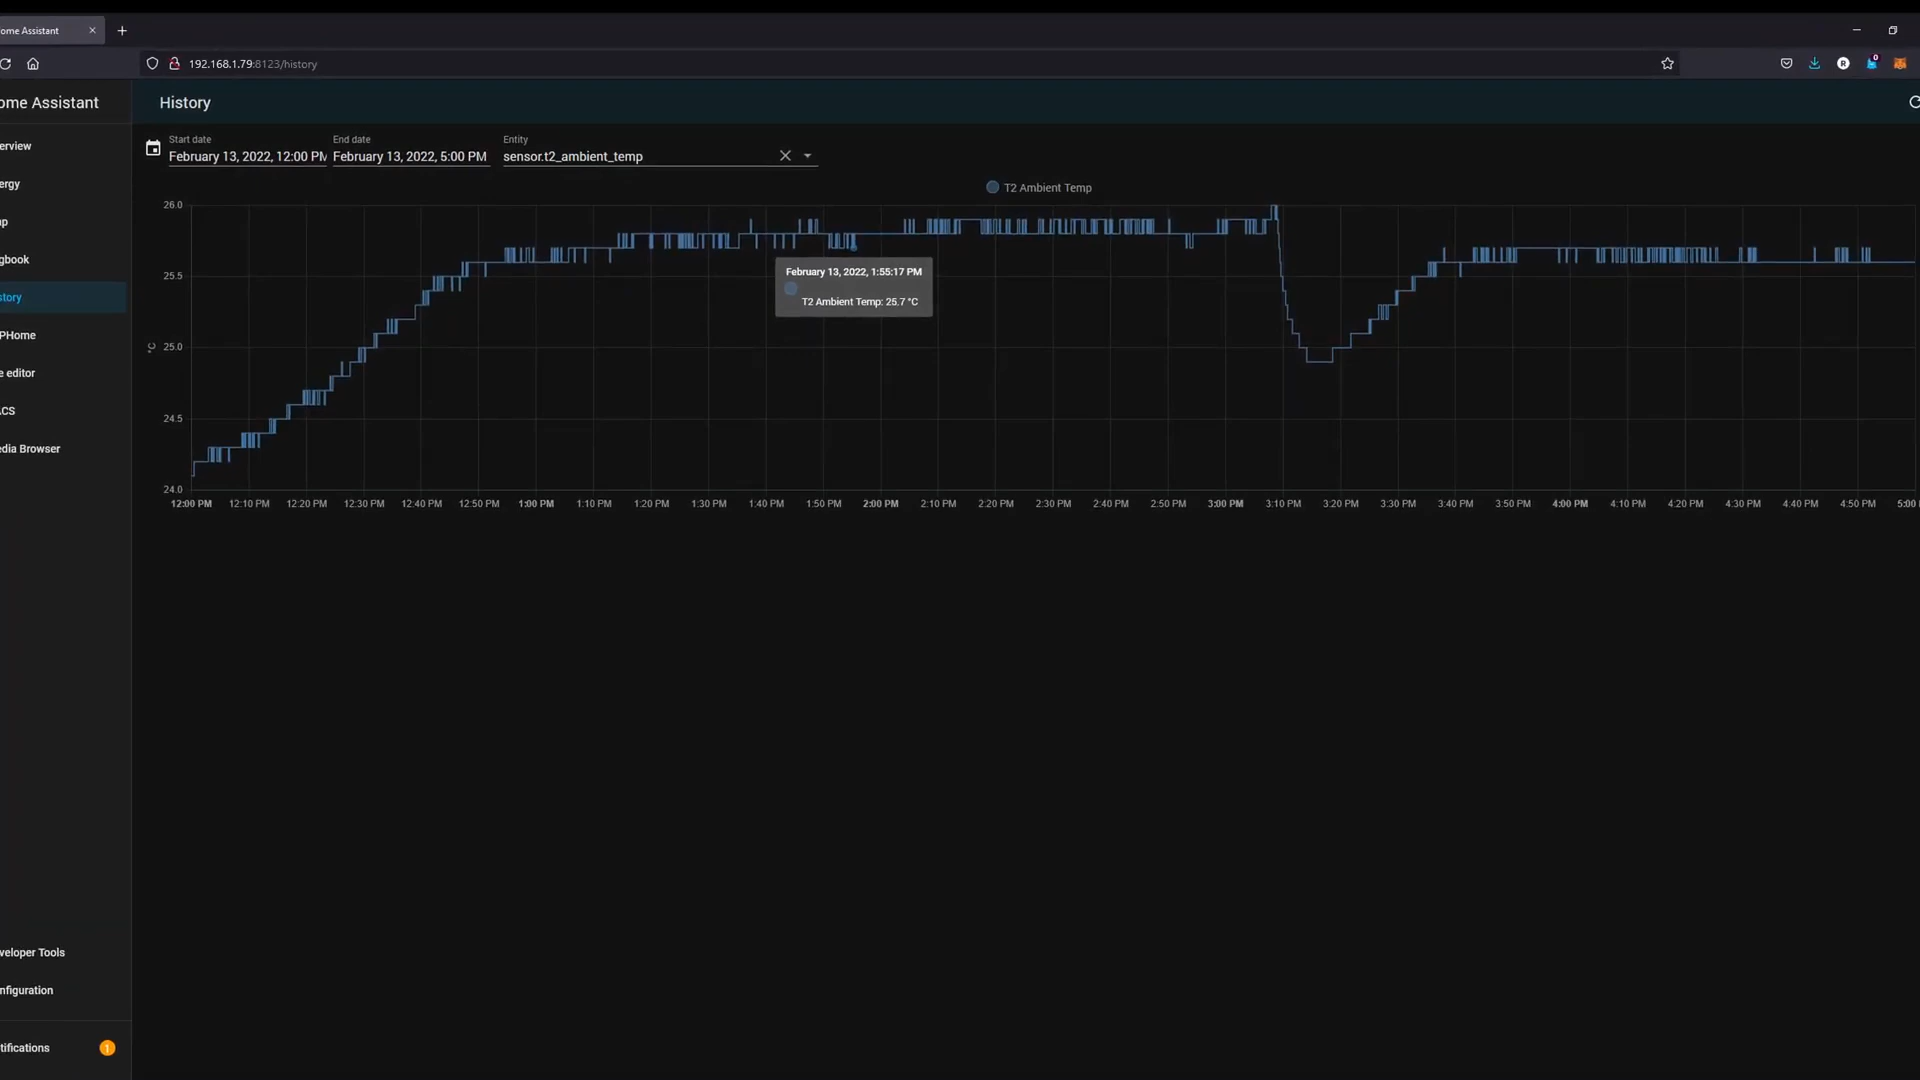 ome Assistant
192.168.1.79:8123/history
0
R
ome Assistant
History
erview
ergy
ap
gbook
story
PHome
e editor
ACS
edia Browser
veloper Tools
nfiguration
tifications
1
Start date
End date
Entity
February 13, 2022, 12:00 PM
February 13, 2022, 5:00 PM
sensor.t2_ambient_temp
T2 Ambient Temp
26.0
25.5
25.0
24.5
24.0
°C
February 13, 2022, 1:55:17 PM
T2 Ambient Temp: 25.7 °C
12:00 PM 12:10 PM 12:20 PM 12:30 PM 12:40 PM 12:50 PM 1:00 PM 1:10 PM 1:20 PM 1:30 PM 1:40 PM 1:50 PM 2:00 PM 2:10 PM 2:20 PM 2:30 PM 2:40 PM 2:50 PM 3:00 PM 3:10 PM 3:20 PM 3:30 PM 3:40 PM 3:50 PM 4:00 PM 4:10 PM 4:20 PM 4:30 PM 4:40 PM 4:50 PM 5:00